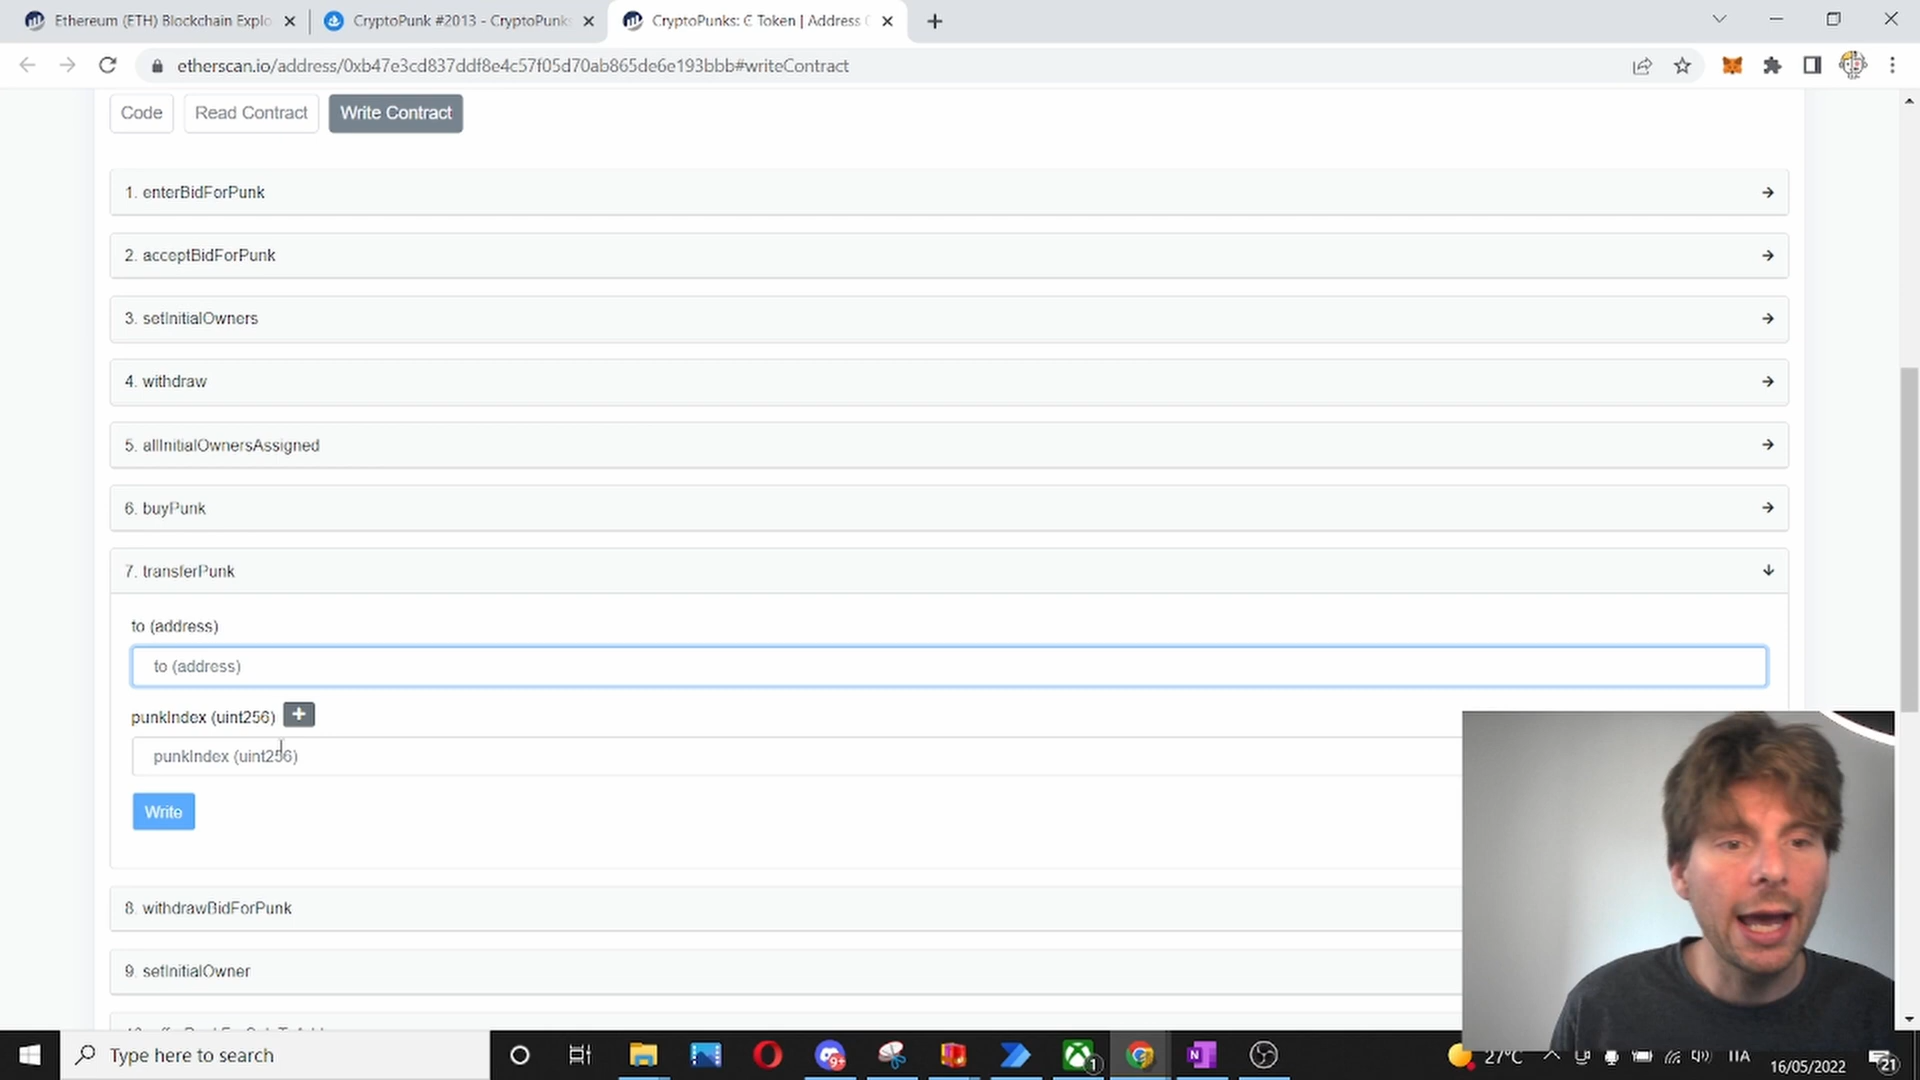 Ethereum (ETH) Blockchain Explo
CryptoPunk #2013 - CryptoPunks
CryptoPunks: Ͼ Token | Address
etherscan.io/address/0xb47e3cd837ddf8e4c57f05d70ab865de6e193bbb#writeContract
Code
Read Contract
Write Contract
1. enterBidForPunk
2. acceptBidForPunk
3. setInitialOwners
4. withdraw
5. allInitialOwnersAssigned
6. buyPunk
7. transferPunk
to (address)
to (address)
punkIndex (uint256)
+
punkIndex (uint256)
Write
8. withdrawBidForPunk
9. setInitialOwner
Type here to search
27°C
ITA
16/05/2022
21